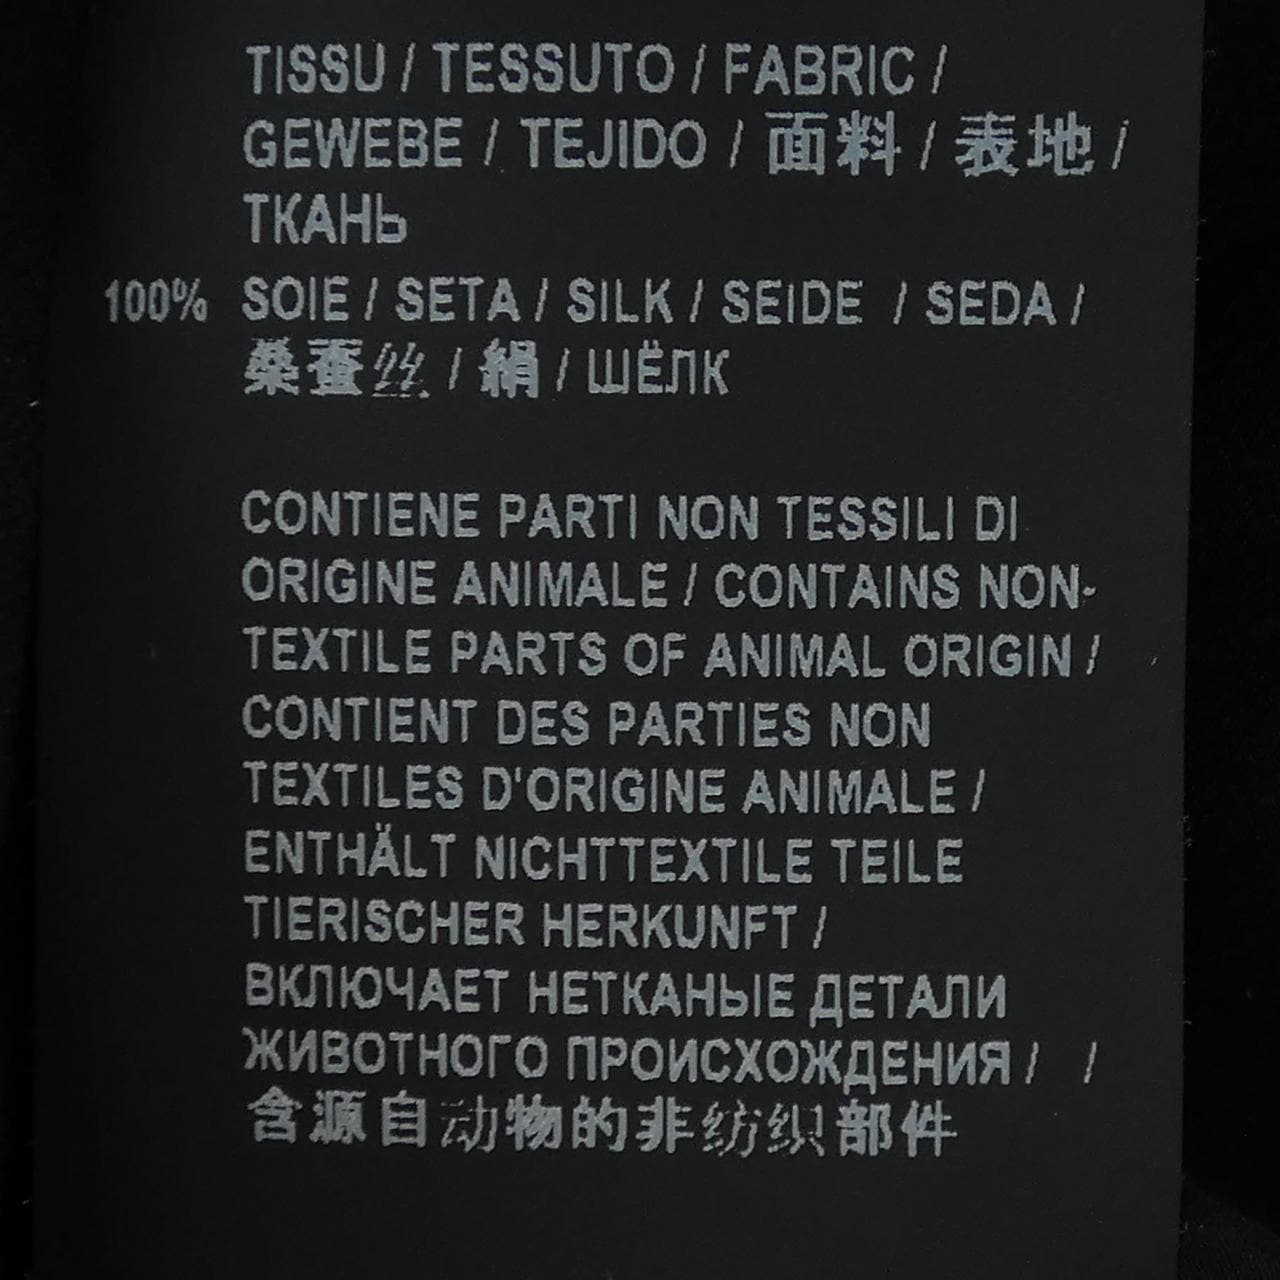 TISSU / TESSUTO / FABRIC /
GEWEBE / TEJIDO / 面料 / 表地 /
ТКАНЬ
100% SOIE / SETA / SILK / SEIDE / SEDA /
桑蚕丝 / 絹 / ШЁЛК
CONTIENE PARTI NON TESSILI DI
ORIGINE ANIMALE / CONTAINS NON-
TEXTILE PARTS OF ANIMAL ORIGIN /
CONTIENT DES PARTIES NON
TEXTILES D'ORIGINE ANIMALE /
ENTHÄLT NICHTTEXTILE TEILE
TIERISCHER HERKUNFT /
ВКЛЮЧАЕТ НЕТКАНЫЕ ДЕТАЛИ
ЖИВОТНОГО ПРОИСХОЖДЕНИЯ / /
含源自动物的非纺织部件